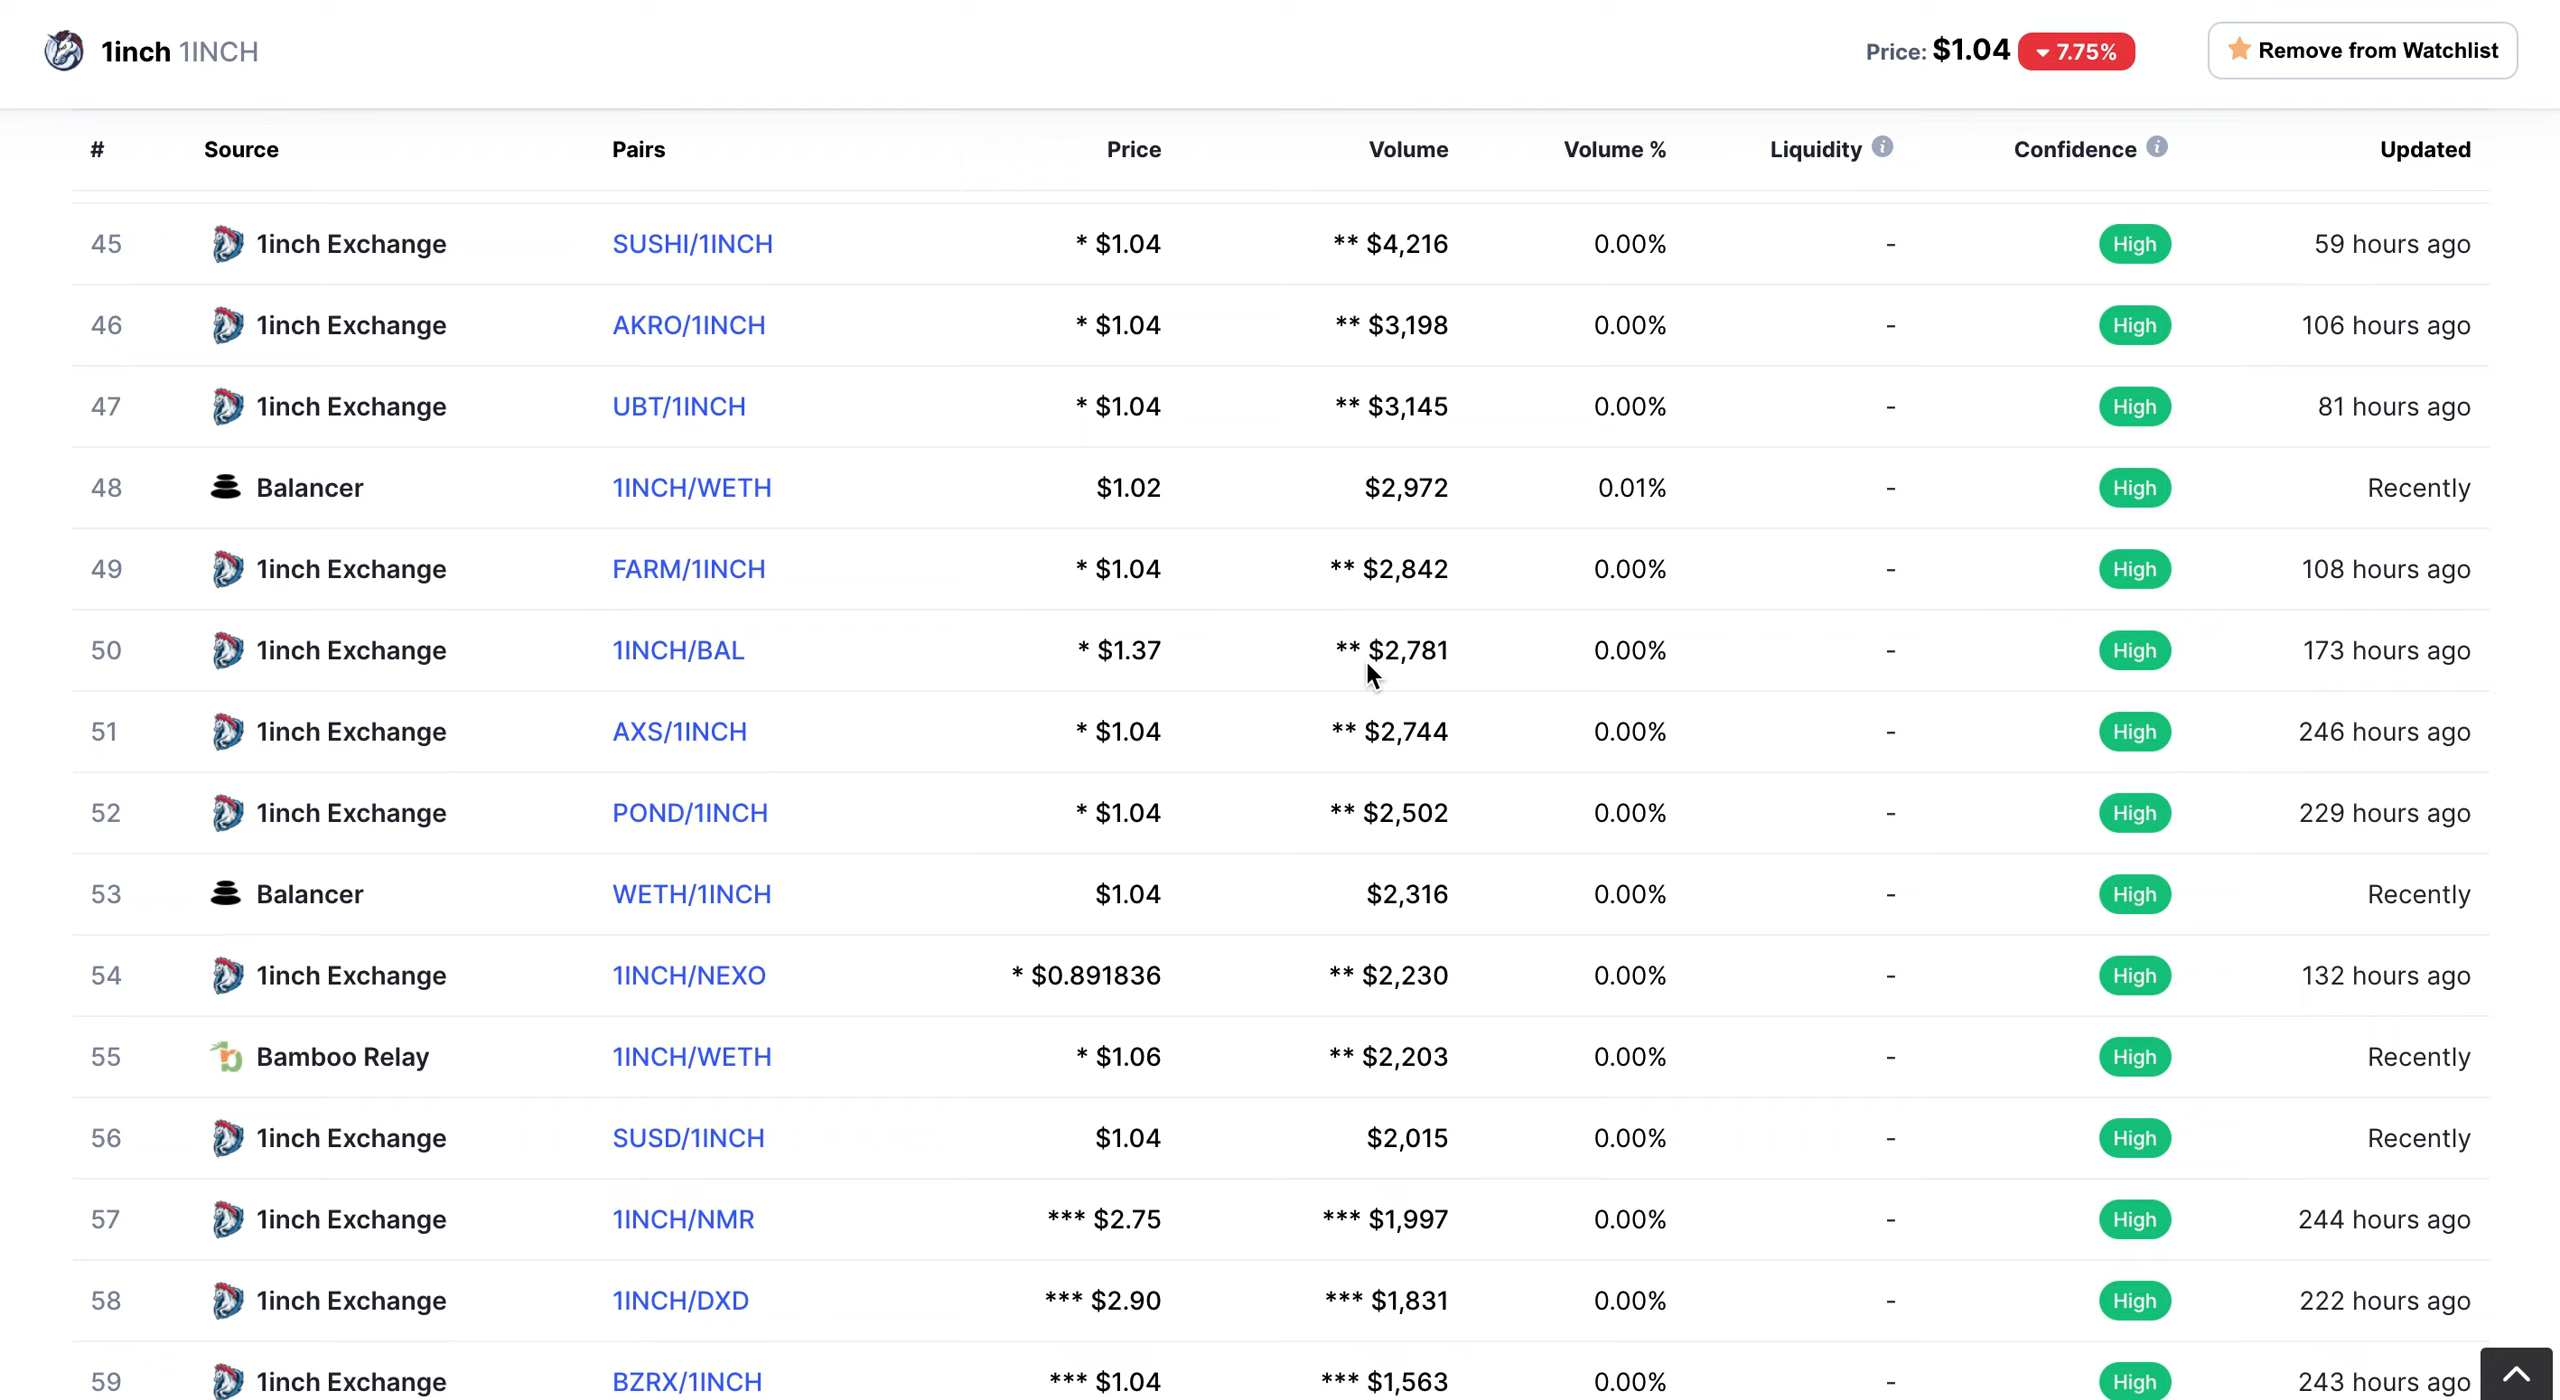 1inch 1INCH Price: $1.04 7.75% Remove from Watchlist
# Source Pairs Price Volume Volume % Liquidity Confidence Updated
45 1inch Exchange SUSHI/1INCH * $1.04 ** $4,216 0.00% - High 59 hours ago
46 1inch Exchange AKRO/1INCH * $1.04 ** $3,198 0.00% - High 106 hours ago
47 1inch Exchange UBT/1INCH * $1.04 ** $3,145 0.00% - High 81 hours ago
48 Balancer 1INCH/WETH $1.02 $2,972 0.01% - High Recently
49 1inch Exchange FARM/1INCH * $1.04 ** $2,842 0.00% - High 108 hours ago
50 1inch Exchange 1INCH/BAL * $1.37 ** $2,781 0.00% - High 173 hours ago
51 1inch Exchange AXS/1INCH * $1.04 ** $2,744 0.00% - High 246 hours ago
52 1inch Exchange POND/1INCH * $1.04 ** $2,502 0.00% - High 229 hours ago
53 Balancer WETH/1INCH $1.04 $2,316 0.00% - High Recently
54 1inch Exchange 1INCH/NEXO * $0.891836 ** $2,230 0.00% - High 132 hours ago
55 Bamboo Relay 1INCH/WETH * $1.06 ** $2,203 0.00% - High Recently
56 1inch Exchange SUSD/1INCH $1.04 $2,015 0.00% - High Recently
57 1inch Exchange 1INCH/NMR *** $2.75 *** $1,997 0.00% - High 244 hours ago
58 1inch Exchange 1INCH/DXD *** $2.90 *** $1,831 0.00% - High 222 hours ago
59 1inch Exchange BZRX/1INCH *** $1.04 *** $1,563 0.00% - High 243 hours ago